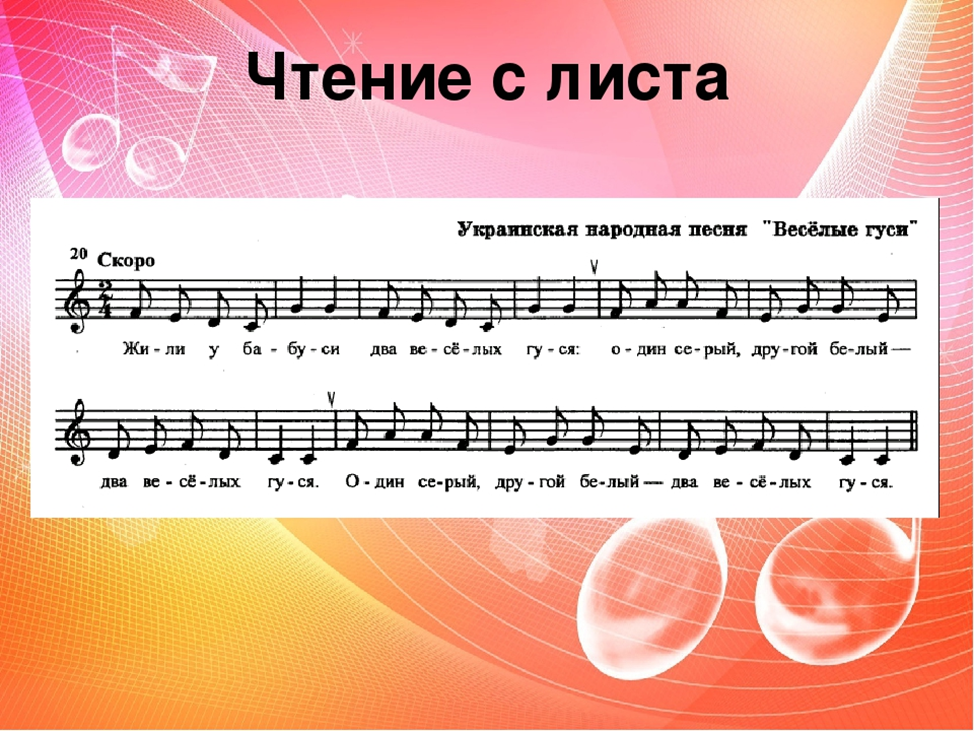 Чтение с листа
Украинская народная песня "Весёлые гуси"
20 Скоро
2
4
V
Жи - ли у ба - бу - си два ве - сё - лых гу - ся: о - дин се - рый, дру - гой бе - лый —
V
два ве - сё - лых гу - ся. О - дин се - рый, дру - гой бе - лый — два ве - сё - лых гу - ся.